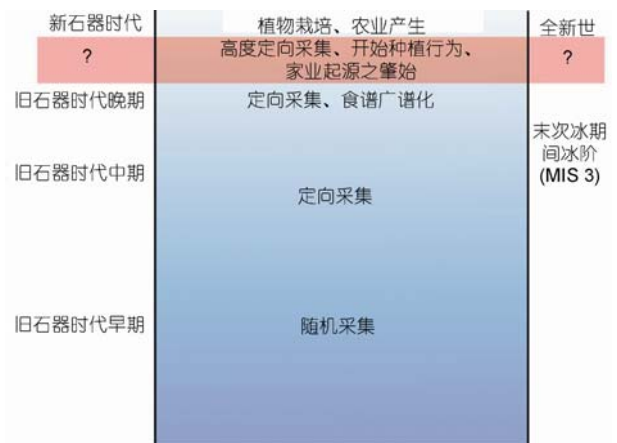 新石器时代
植物栽培、农业产生
全新世
?
高度定向采集、开始种植行为、
家业起源之肇始
?
旧石器时代晚期
定向采集、食谱广谱化
末次冰期
间冰阶
(MIS 3)
旧石器时代中期
定向采集
旧石器时代早期
随机采集